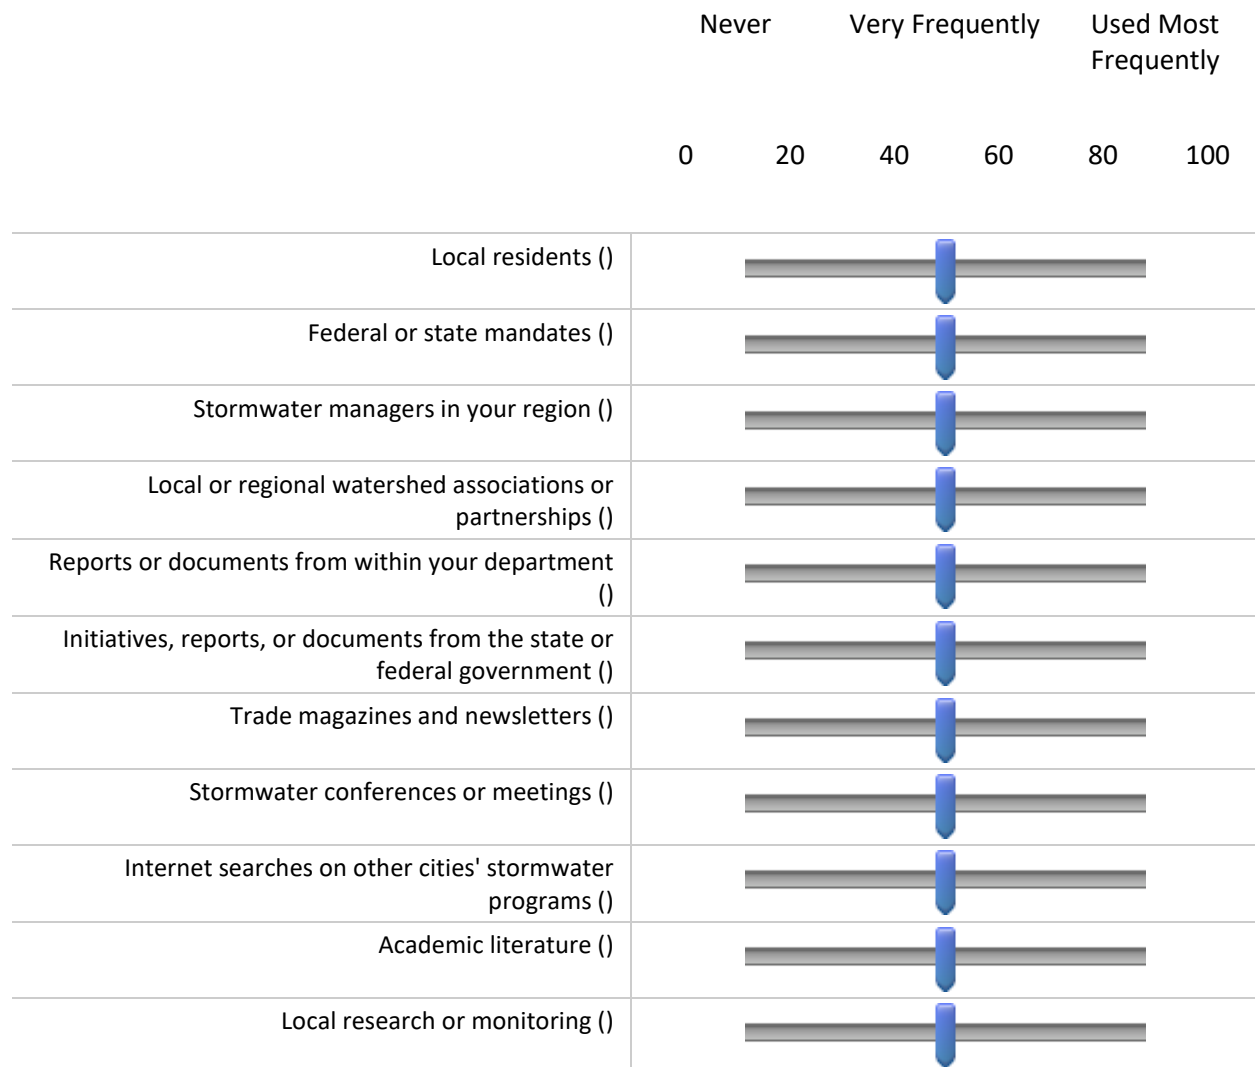 Never Very Frequently Used Most
Frequently
0 20 40 60 80 100
Local residents ()
Federal or state mandates ()
Stormwater managers in your region ()
Local or regional watershed associations or
partnerships ()
Reports or documents from within your department
()
Initiatives, reports, or documents from the state or
federal government ()
Trade magazines and newsletters ()
Stormwater conferences or meetings ()
Internet searches on other cities' stormwater
programs ()
Academic literature ()
Local research or monitoring ()